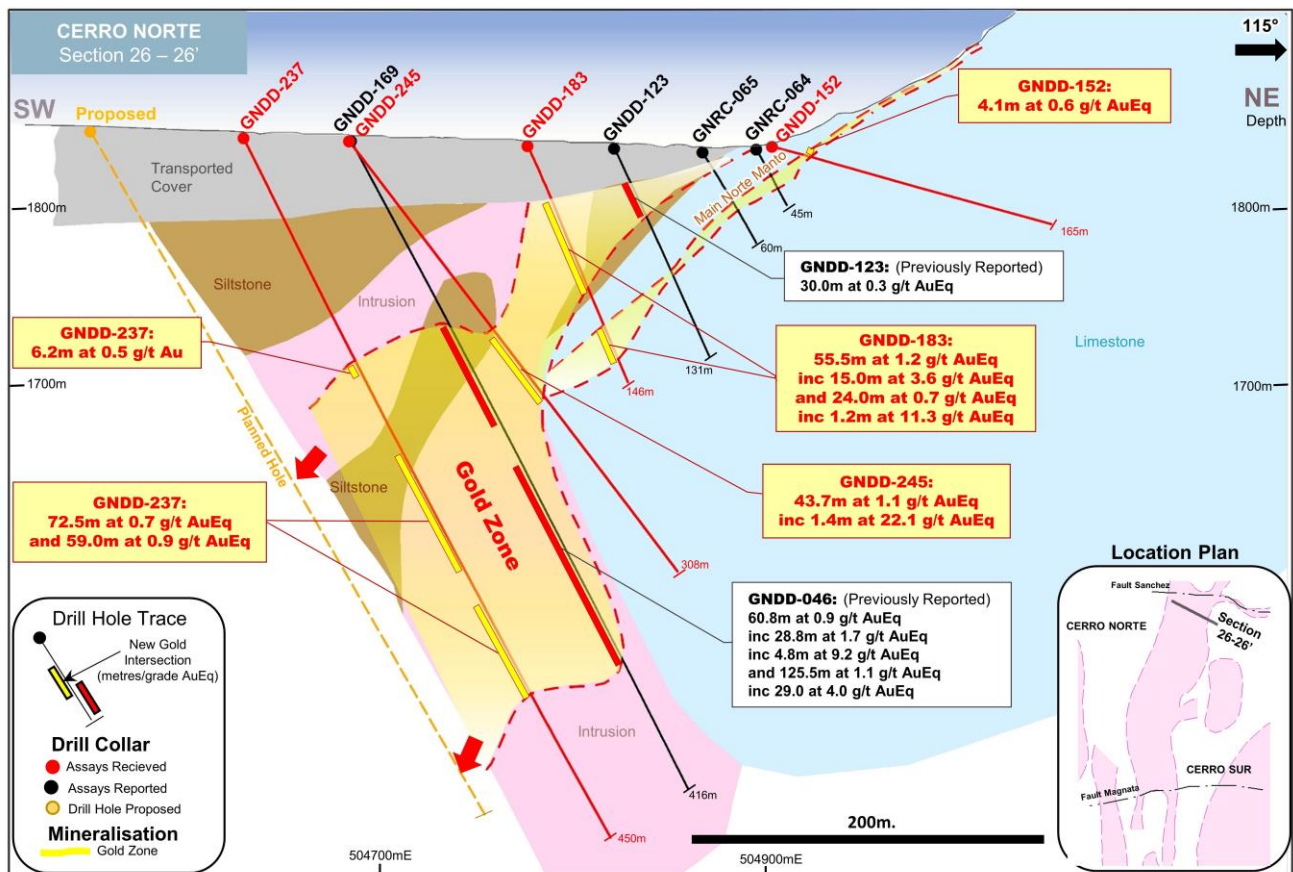 CERRO NORTE
Section 26 – 26’
115°
SW
NE
Depth
Proposed
GNDD-237
GNDD-169
GNDD-245
GNDD-183
GNDD-123
GNRC-065
GNRC-064
GNDD-152
GNDD-152:
4.1m at 0.6 g/t AuEq
Transported
Cover
Main Norte Manto
45m
1800m
1800m
165m
60m
GNDD-123: (Previously Reported)
30.0m at 0.3 g/t AuEq
Siltstone
Intrusion
GNDD-237:
6.2m at 0.5 g/t Au
GNDD-183:
55.5m at 1.2 g/t AuEq
inc 15.0m at 3.6 g/t AuEq
and 24.0m at 0.7 g/t AuEq
inc 1.2m at 11.3 g/t AuEq
Limestone
131m
146m
1700m
1700m
Planned Hole
Siltstone
Gold Zone
GNDD-237:
72.5m at 0.7 g/t AuEq
and 59.0m at 0.9 g/t AuEq
GNDD-245:
43.7m at 1.1 g/t AuEq
inc 1.4m at 22.1 g/t AuEq
308m
GNDD-046: (Previously Reported)
60.8m at 0.9 g/t AuEq
inc 28.8m at 1.7 g/t AuEq
inc 4.8m at 9.2 g/t AuEq
and 125.5m at 1.1 g/t AuEq
inc 29.0 at 4.0 g/t AuEq
Intrusion
416m
450m
200m.
504700mE
504900mE
Drill Hole Trace
New Gold
Intersection
(metres/grade AuEq)
Drill Collar
Assays Recieved
Assays Reported
Drill Hole Proposed
Mineralisation
Gold Zone
Location Plan
Fault Sanchez
CERRO NORTE
Section
26-26’
CERRO SUR
Fault Magnata